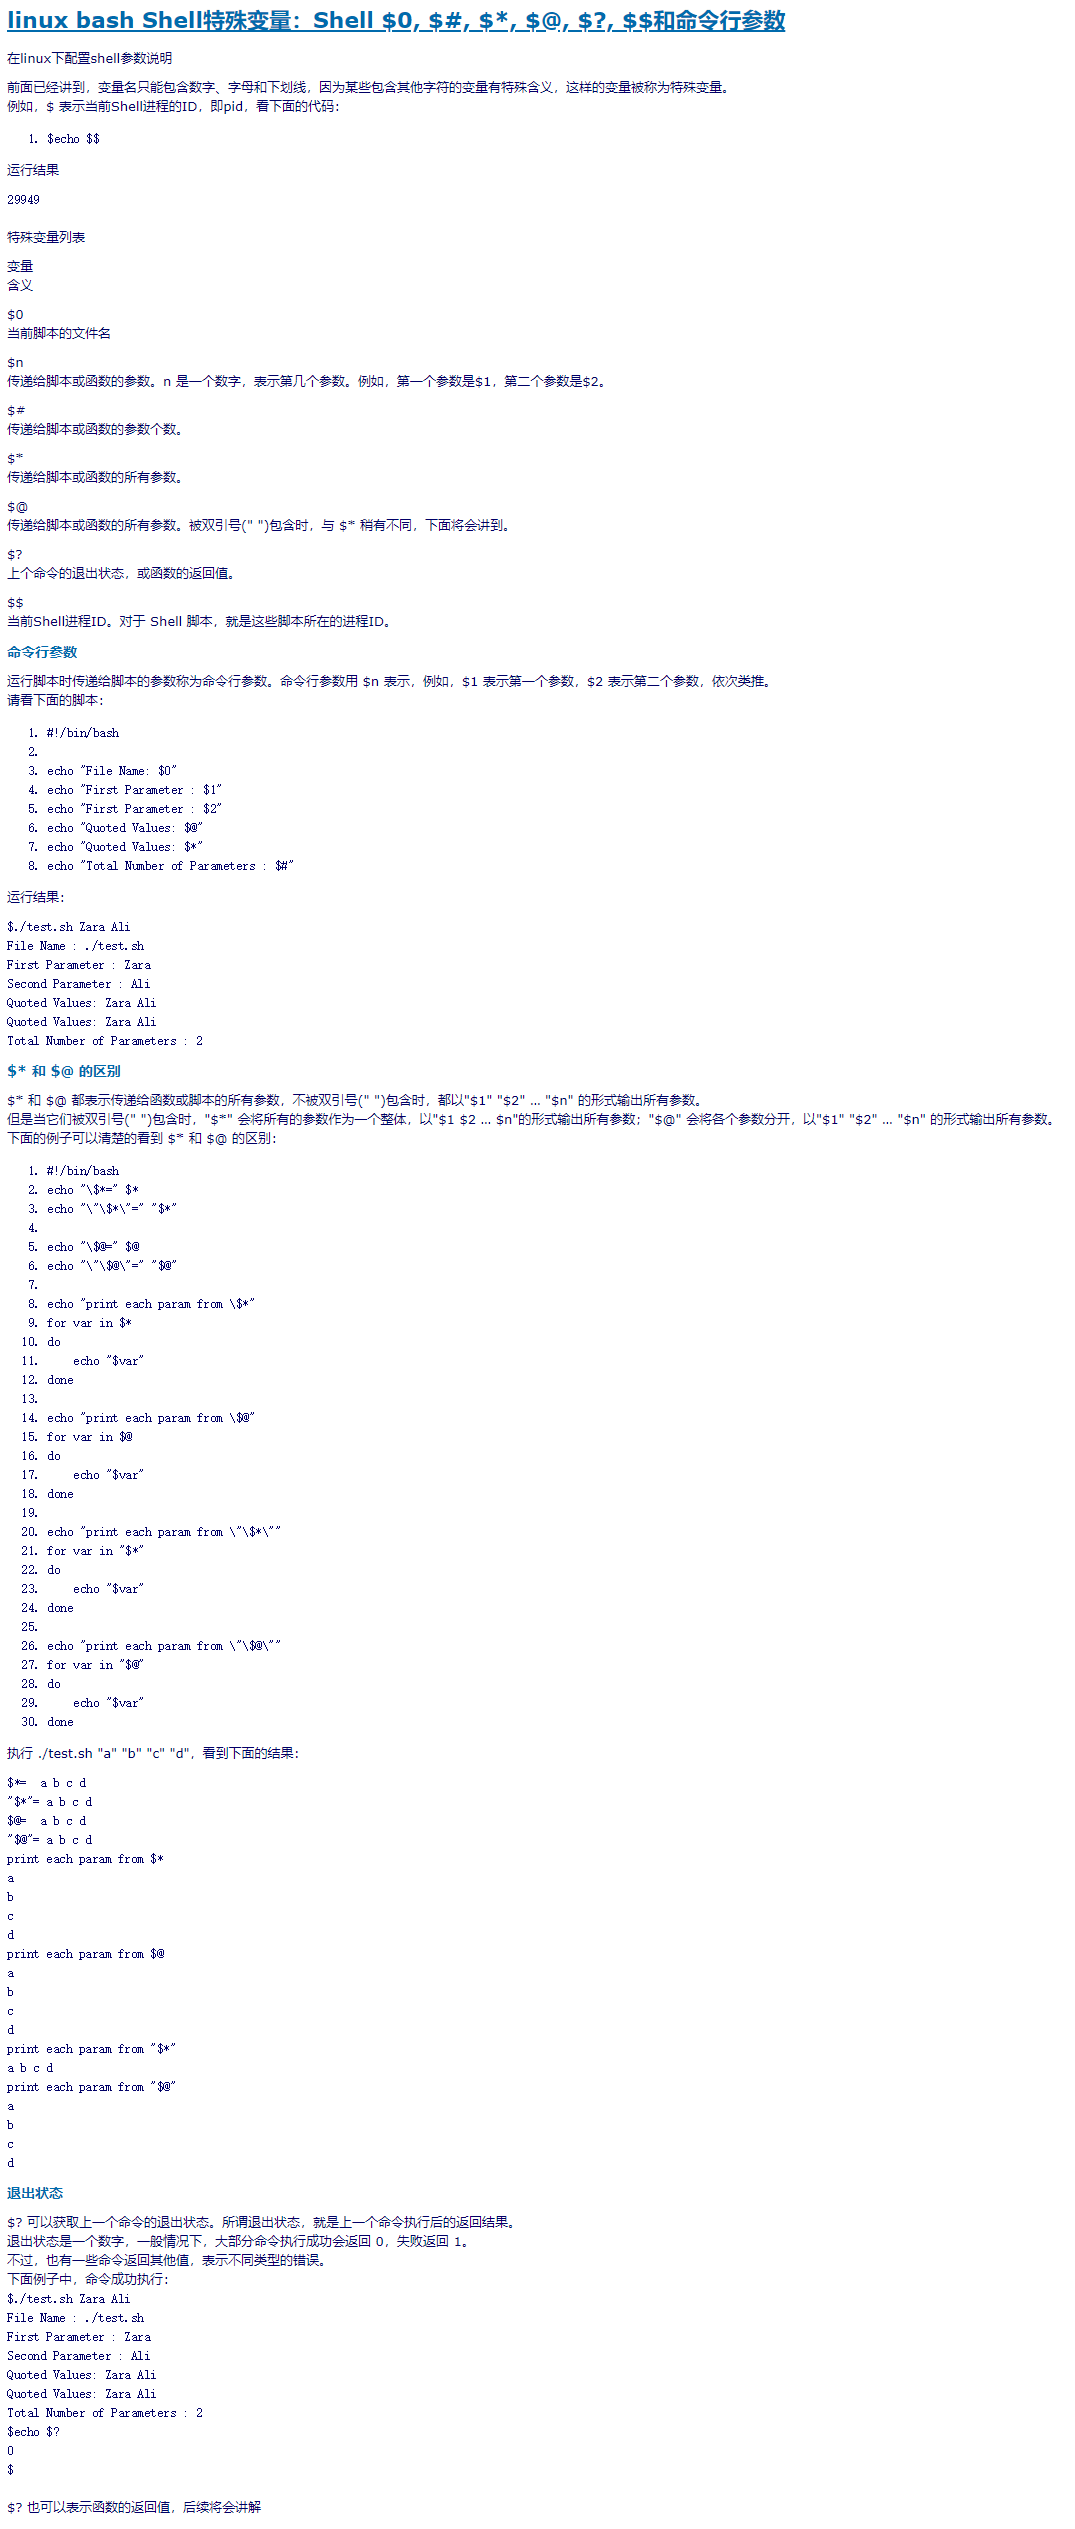 linux bash Shell特殊变量：Shell $0, $#, $*, $@, $?, $$和命令行参数
在linux下配置shell参数说明
前面已经讲到，变量名只能包含数字、字母和下划线，因为某些包含其他字符的变量有特殊含义，这样的变量被称为特殊变量。
例如，$ 表示当前Shell进程的ID，即pid，看下面的代码：
1. $echo $$
运行结果
29949
特殊变量列表
变量
含义
$0
当前脚本的文件名
$n
传递给脚本或函数的参数。n 是一个数字，表示第几个参数。例如，第一个参数是$1，第二个参数是$2。
$#
传递给脚本或函数的参数个数。
$*
传递给脚本或函数的所有参数。
$@
传递给脚本或函数的所有参数。被双引号(" ")包含时，与 $* 稍有不同，下面将会讲到。
$?
上个命令的退出状态，或函数的返回值。
$$
当前Shell进程ID。对于 Shell 脚本，就是这些脚本所在的进程ID。
命令行参数
运行脚本时传递给脚本的参数称为命令行参数。命令行参数用 $n 表示，例如，$1 表示第一个参数，$2 表示第二个参数，依次类推。
请看下面的脚本：
1. #!/bin/bash
2.
3. echo "File Name: $0"
4. echo "First Parameter : $1"
5. echo "First Parameter : $2"
6. echo "Quoted Values: $@"
7. echo "Quoted Values: $*"
8. echo "Total Number of Parameters : $#"
运行结果：
$./test.sh Zara Ali
File Name : ./test.sh
First Parameter : Zara
Second Parameter : Ali
Quoted Values: Zara Ali
Quoted Values: Zara Ali
Total Number of Parameters : 2
$* 和 $@ 的区别
$* 和 $@ 都表示传递给函数或脚本的所有参数，不被双引号(" ")包含时，都以"$1" "$2" … "$n" 的形式输出所有参数。
但是当它们被双引号(" ")包含时，"$*" 会将所有的参数作为一个整体，以"$1 $2 … $n"的形式输出所有参数；"$@" 会将各个参数分开，以"$1" "$2" … "$n" 的形式输出所有参数。
下面的例子可以清楚的看到 $* 和 $@ 的区别：
1. #!/bin/bash
2. echo "\$*=" $*
3. echo "\"\$*\"=" "$*"
4.
5. echo "\$@=" $@
6. echo "\"\$@\"=" "$@"
7.
8. echo "print each param from \$*"
9. for var in $*
10. do
11.     echo "$var"
12. done
13.
14. echo "print each param from \$@"
15. for var in $@
16. do
17.     echo "$var"
18. done
19.
20. echo "print each param from \"\$*\""
21. for var in "$*"
22. do
23.     echo "$var"
24. done
25.
26. echo "print each param from \"\$@\""
27. for var in "$@"
28. do
29.     echo "$var"
30. done
执行 ./test.sh "a" "b" "c" "d"，看到下面的结果：
$*=  a b c d
"$*"= a b c d
$@=  a b c d
"$@"= a b c d
print each param from $*
a
b
c
d
print each param from $@
a
b
c
d
print each param from "$*"
a b c d
print each param from "$@"
a
b
c
d
退出状态
$? 可以获取上一个命令的退出状态。所谓退出状态，就是上一个命令执行后的返回结果。
退出状态是一个数字，一般情况下，大部分命令执行成功会返回 0，失败返回 1。
不过，也有一些命令返回其他值，表示不同类型的错误。
下面例子中，命令成功执行：
$./test.sh Zara Ali
File Name : ./test.sh
First Parameter : Zara
Second Parameter : Ali
Quoted Values: Zara Ali
Quoted Values: Zara Ali
Total Number of Parameters : 2
$echo $?
0
$
$? 也可以表示函数的返回值，后续将会讲解